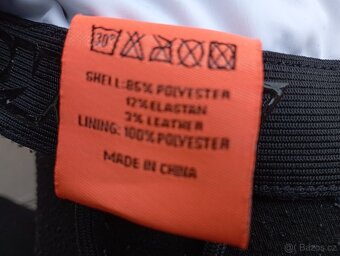 30°
SHELL: 85% POLYESTER
12% ELASTAN
3% LEATHER
LINING: 100% POLYESTER
MADE IN CHINA
Bazos.cz